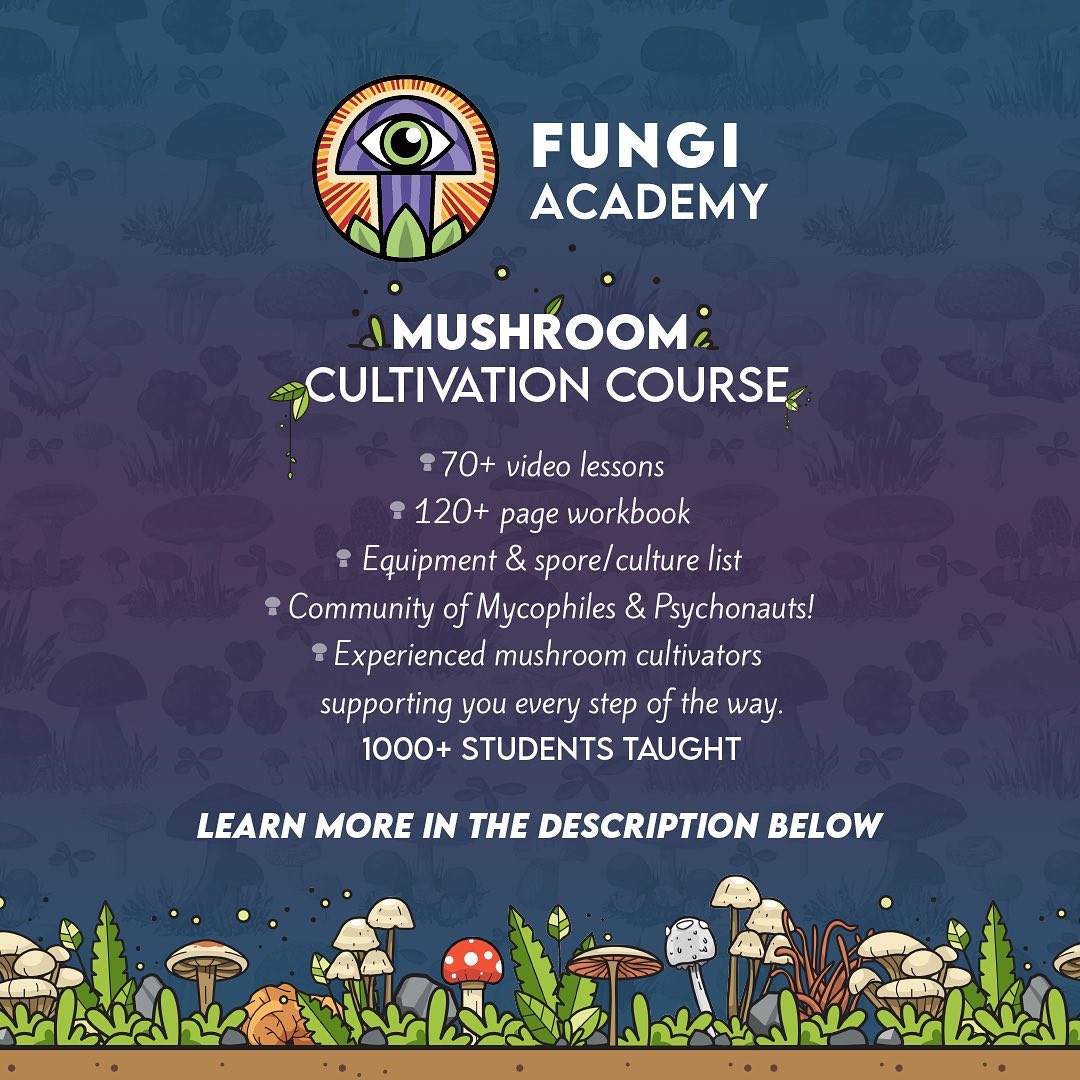 FUNGI
ACADEMY
MUSHROOM
CULTIVATION COURSE
70+ video lessons
120+ page workbook
Equipment & spore/culture list
Community of Mycophiles & Psychonauts!
Experienced mushroom cultivators
supporting you every step of the way.
1000+ STUDENTS TAUGHT
LEARN MORE IN THE DESCRIPTION BELOW